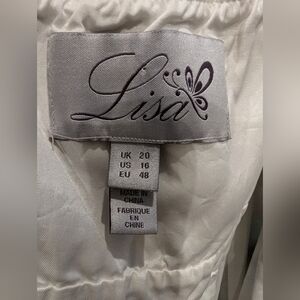 Lisa
UK 20
US 16
EU 48
MADE IN
CHINA
FABRIQUE
EN
CHINE